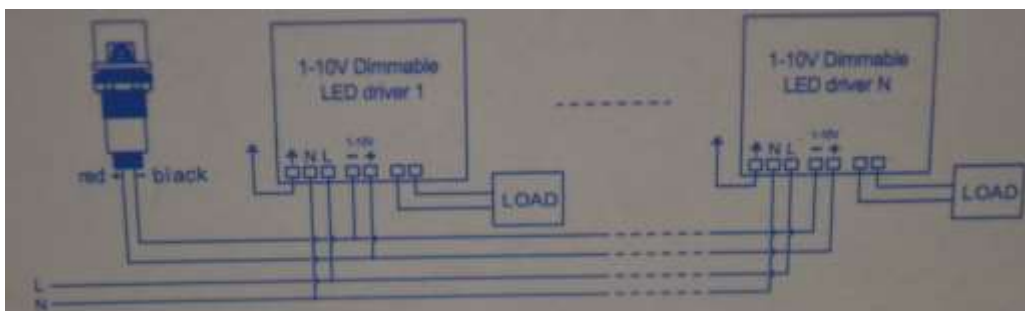 1-10V Dimmable
LED driver 1
1-10V
N L - +
red
black
LOAD
1-10V Dimmable
LED driver N
1-10V
N L - +
LOAD
L
N